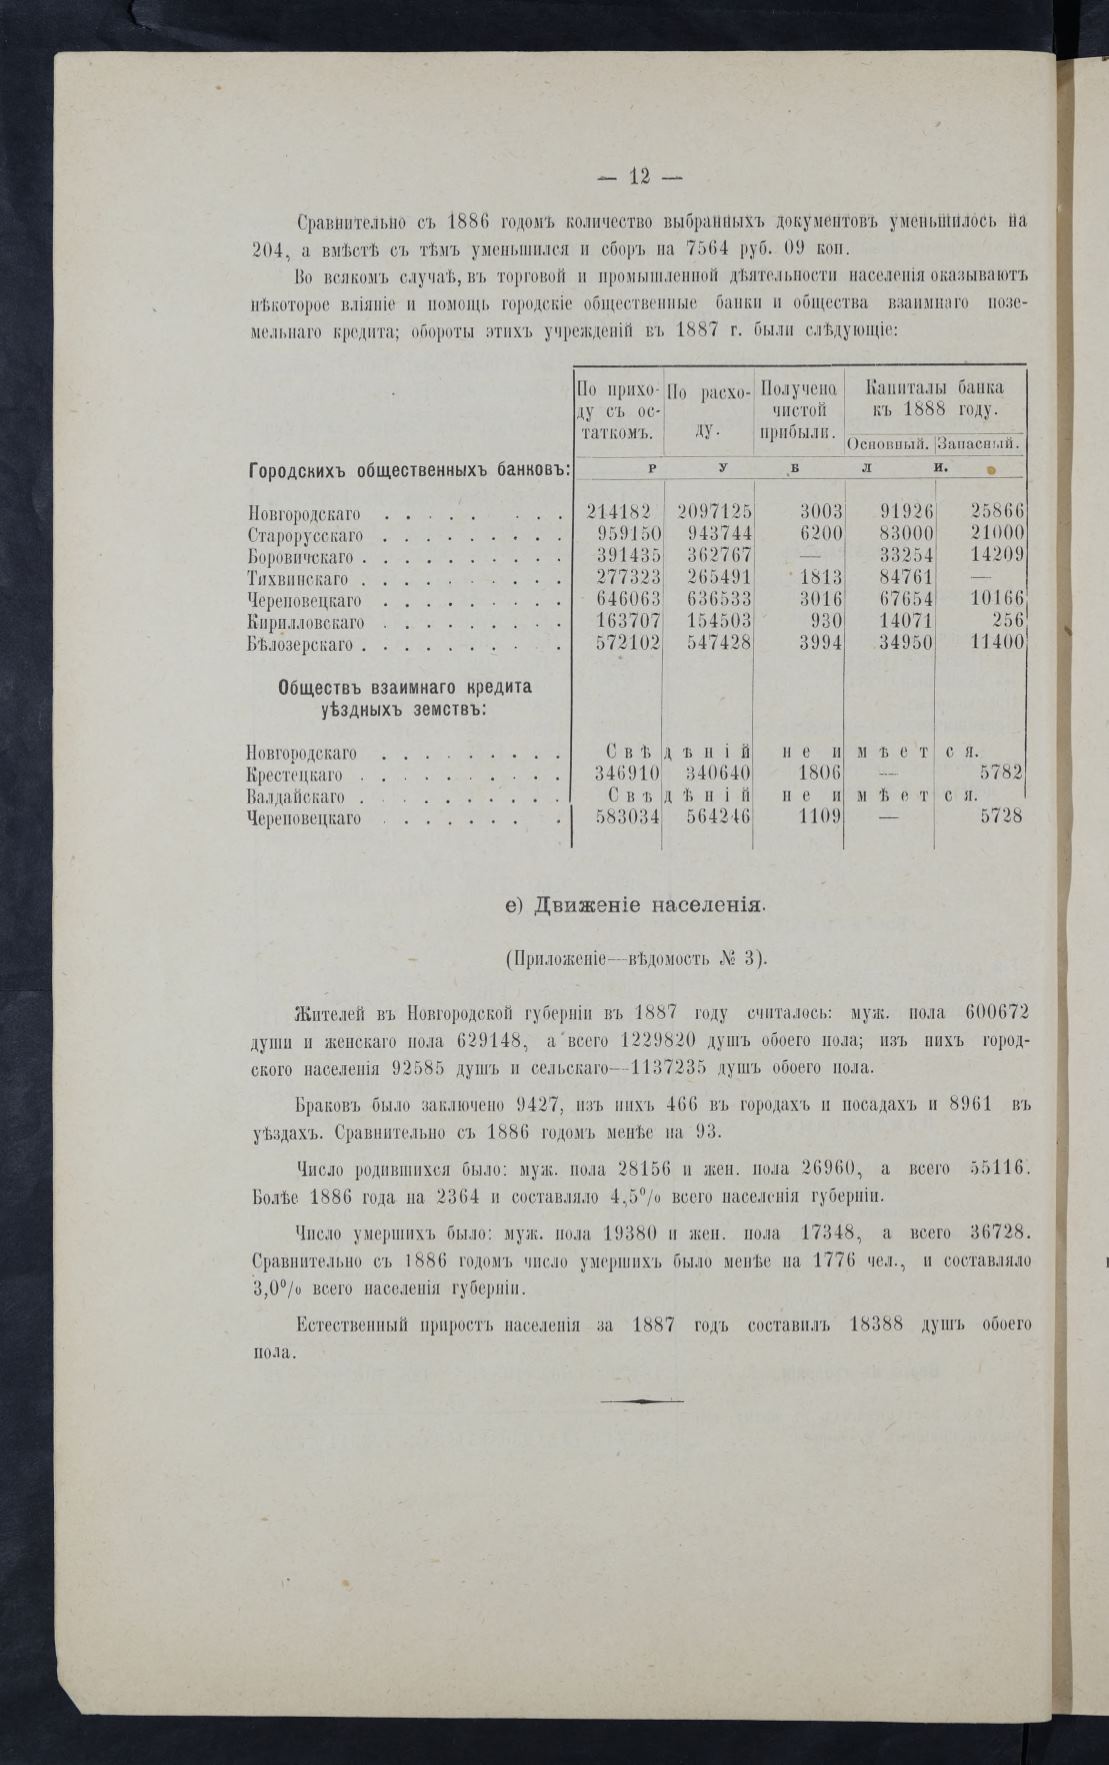 — 12 —
Сравнительно съ 1886 годомъ количество выбранныхъ документовъ уменьшилось на
204, а вмѣстѣ съ тѣмъ уменьшился и сборъ на 7564 руб. 09 коп.
Во всякомъ случаѣ, въ торговой и промышленной дѣятельности населенія оказываютъ
нѣкоторое вліяніе и помощь городскіе общественные банки и общества взаимнаго позе-
мельнаго кредита; обороты этихъ учрежденій въ 1887 г. были слѣдующіе:
По прихо- По расхо- Получена Капиталы банка
ду съ ос- чистой къ 1888 году.
таткомъ. ду. прибыли. Основный. Запасный.
Городскихъ общественныхъ банковъ: Р У Б Л И.
Новгородскаго . . . . . . . . 214182 2097125 3003 91926 25866
Старорусскаго . . . . . . . . . 959150 943744 6200 83000 21000
Боровичскаго . . . . . . . . . . 391435 362767 — 33254 14209
Тихвинскаго . . . . . . . . . . 277323 265491 1813 84761 —
Череповецкаго . . . . . . . . . 646063 636533 3016 67654 10166
Кирилловскаго . . . . . . . . . 163707 154503 930 14071 256
Бѣлозерскаго . . . . . . . . . . 572102 547428 3994 34950 11400
Обществъ взаимнаго кредита
уѣздныхъ земствъ:
Новгородскаго . . . . . . . . . Свѣдѣній не имѣется.
Крестецкаго . . . . . . . . . . 346910 340640 1806 — 5782
Валдайскаго . . . . . . . . . . Свѣдѣній не имѣется.
Череповецкаго . . . . . . . . 583034 564246 1109 — 5728
е) Движеніе населенія.
(Приложеніе—вѣдомость № 3).
Жителей въ Новгородской губерніи въ 1887 году считалось: муж. пола 600672
души и женскаго пола 629148, а всего 1229820 душъ обоего пола; изъ нихъ город-
ского населенія 92585 душъ и сельскаго—1137235 душъ обоего пола.
Браковъ было заключено 9427, изъ нихъ 466 въ городахъ и посадахъ и 8961 въ
уѣздахъ. Сравнительно съ 1886 годомъ менѣе на 93.
Число родившихся было: муж. пола 28156 и жен. пола 26960, а всего 55116.
Болѣе 1886 года на 2364 и составляло 4,5% всего населенія губерніи.
Число умершихъ было: муж. пола 19380 и жен. пола 17348, а всего 36728.
Сравнительно съ 1886 годомъ число умершихъ было менѣе на 1776 чел., и составляло
3,0% всего населенія губерніи.
Естественный приростъ населенія за 1887 годъ составилъ 18388 душъ обоего
пола.